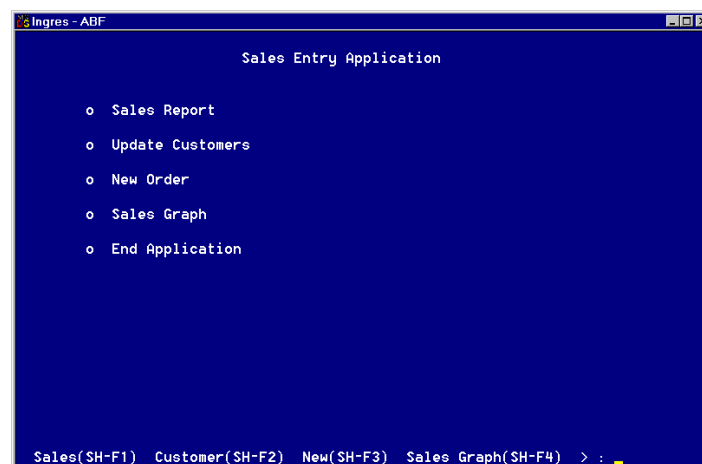 Ingres - ABF
Sales Entry Application
o Sales Report
o Update Customers
o New Order
o Sales Graph
o End Application
Sales(SH-F1) Customer(SH-F2) New(SH-F3) Sales Graph(SH-F4) > : _